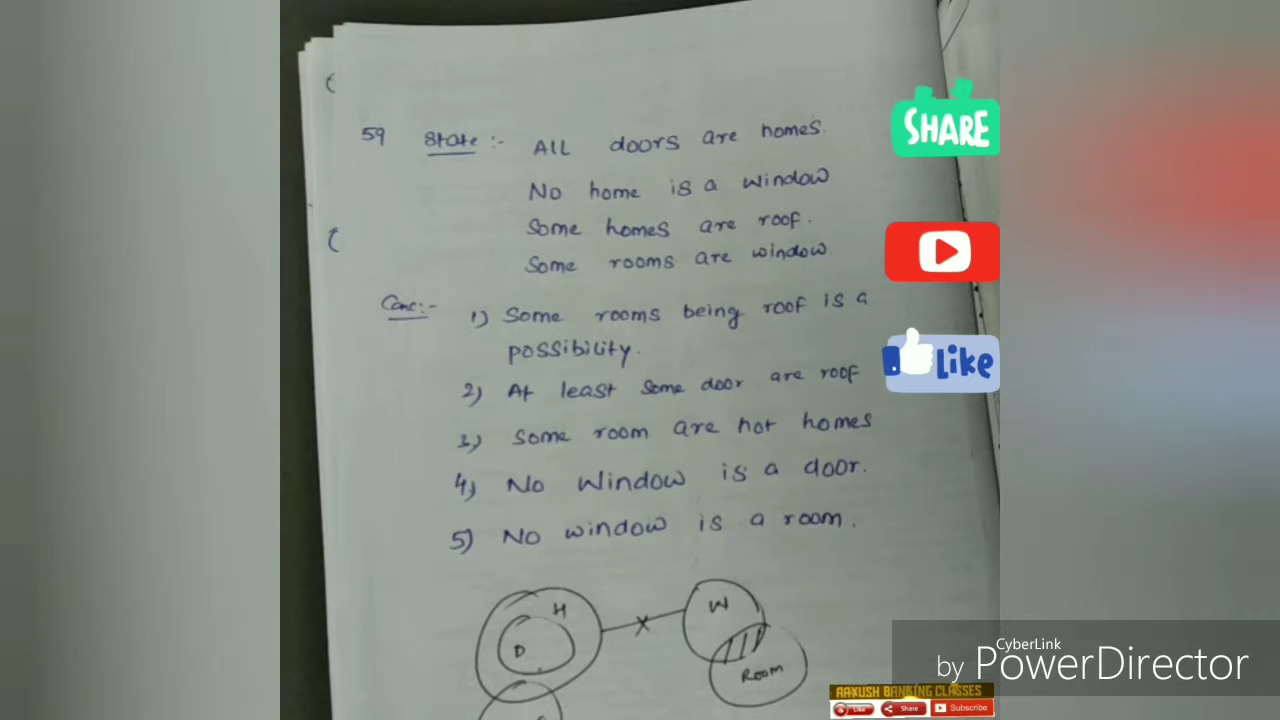 59 State :- All doors are homes.
No home is a window
Some homes are roof.
Some rooms are window
Conc:- 1) Some rooms being roof is a
possibility.
2) At least some door are roof
3) Some room are not homes
4) No window is a door.
5) No window is a room.
H
D
W
Room
SHARE
Like
CyberLink
by PowerDirector
AAKUSH BANKING CLASSES
Like Share Subscribe